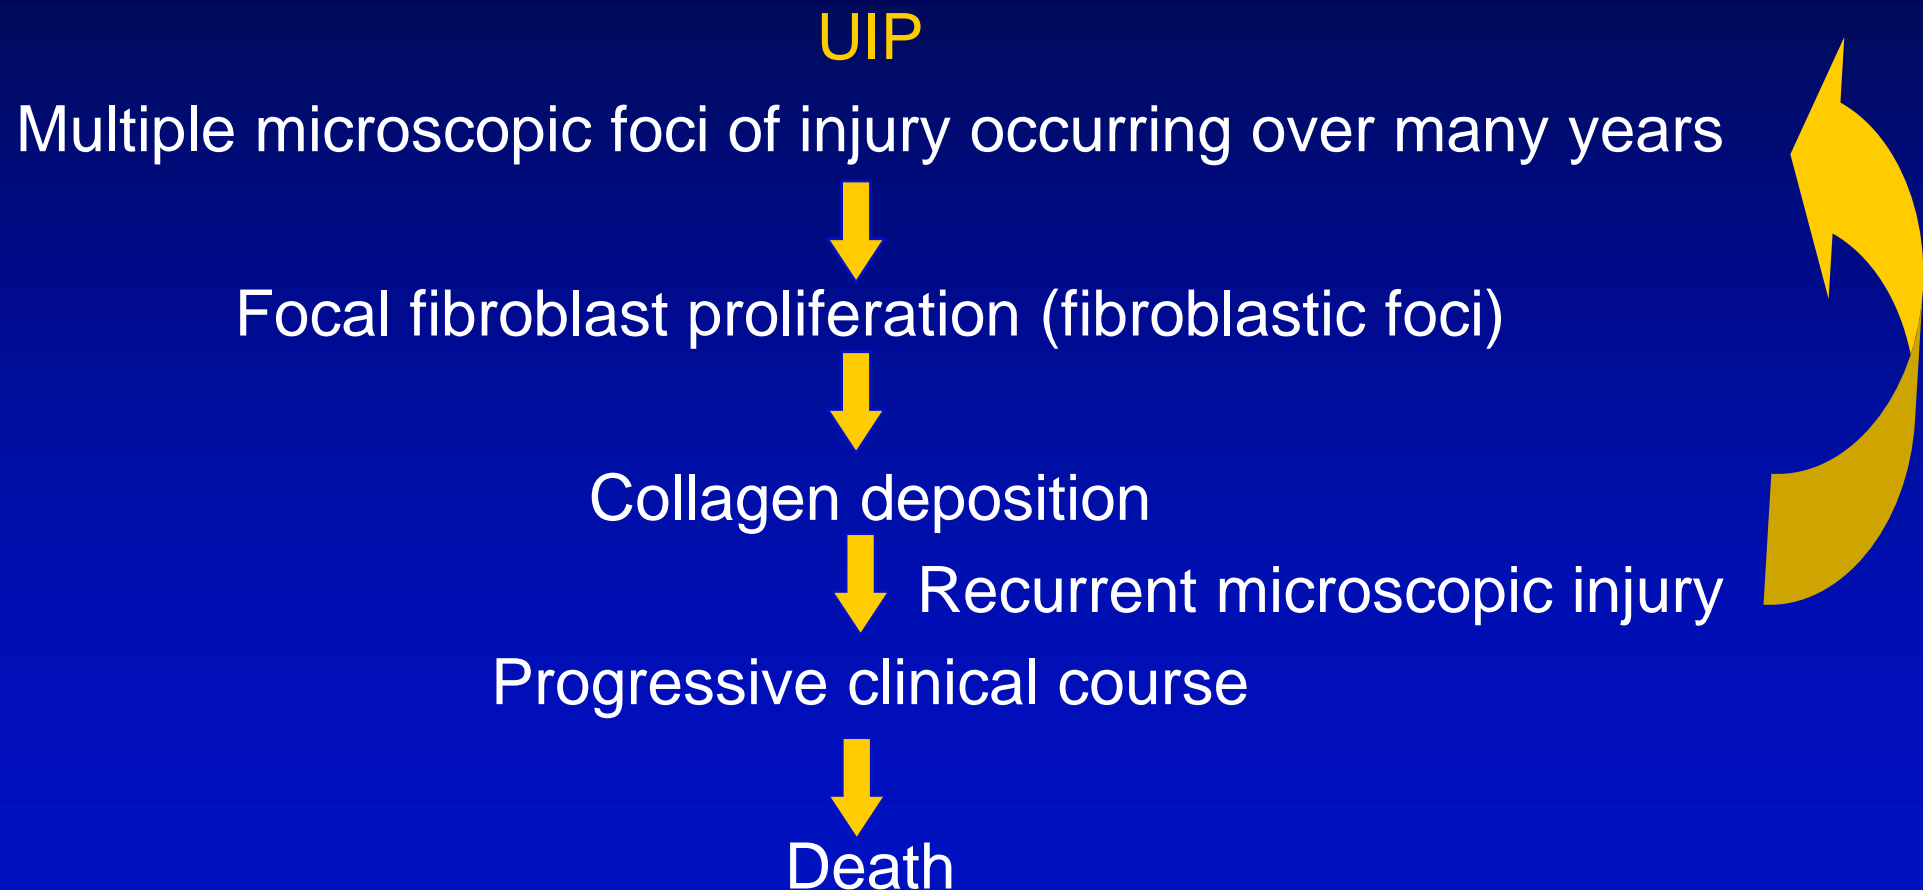 UIP
Multiple microscopic foci of injury occurring over many years
Focal fibroblast proliferation (fibroblastic foci)
Collagen deposition
Recurrent microscopic injury
Progressive clinical course
Death